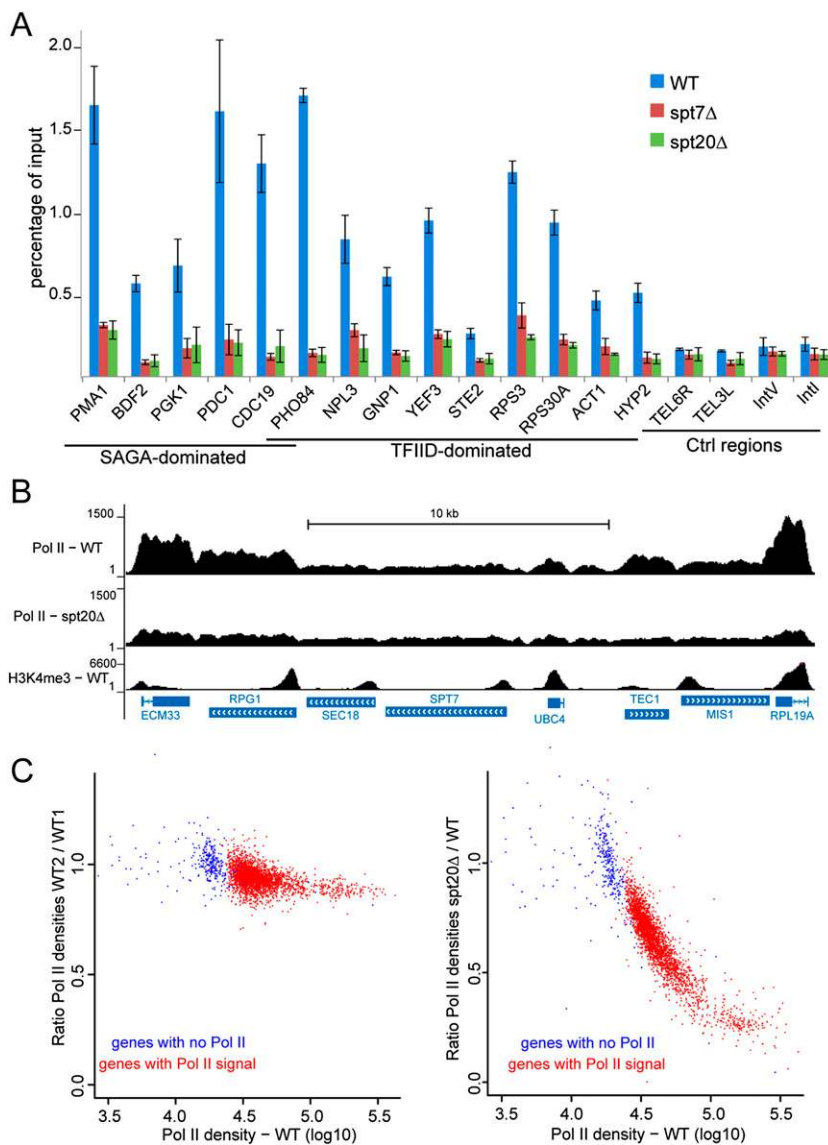 A
percentage of input
2.0
1.5
1.0
0.5
WT
spt7Δ
spt20Δ
PMA1
BDF2
PGK1
PDC1
CDC19
PHO84
NPL3
GNP1
YEF3
STE2
RPS3
RPS30A
ACT1
HYP2
TEL6R
TEL3L
IntV
IntI
SAGA-dominated
TFIID-dominated
Ctrl regions
B
10 kb
1500
Pol II – WT
1
1500
Pol II – spt20Δ
1
6600
H3K4me3 – WT
1
ECM33
RPG1
SEC18
SPT7
UBC4
TEC1
MIS1
RPL19A
C
Ratio Pol II densities WT2 / WT1
1.0
0.5
0.0
genes with no Pol II
genes with Pol II signal
3.5 4.0 4.5 5.0 5.5
Pol II density – WT (log10)
Ratio Pol II densities spt20Δ / WT
1.0
0.5
0.0
genes with no Pol II
genes with Pol II signal
3.5 4.0 4.5 5.0 5.5
Pol II density – WT (log10)